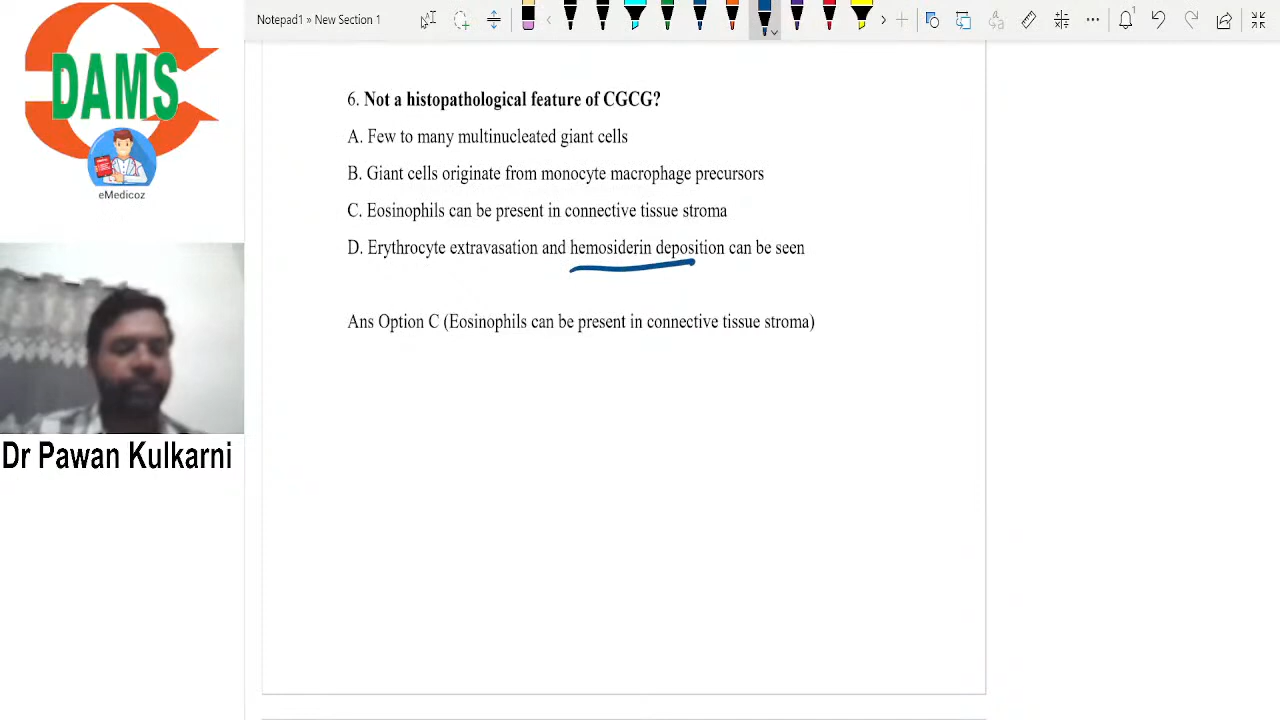 Notepad1 » New Section 1
DAMS
eMedicoz
6. Not a histopathological feature of CGCG?
A. Few to many multinucleated giant cells
B. Giant cells originate from monocyte macrophage precursors
C. Eosinophils can be present in connective tissue stroma
D. Erythrocyte extravasation and hemosiderin deposition can be seen
Ans Option C (Eosinophils can be present in connective tissue stroma)
Dr Pawan Kulkarni